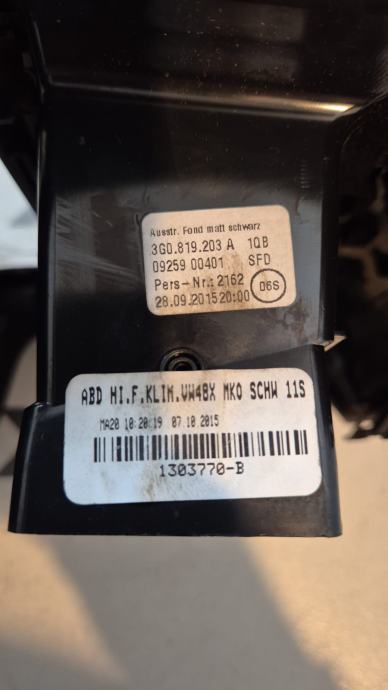 Ausstr. Fond matt schwarz
3G0.819.203 A 1QB
09259 00401 SFD
Pers-Nr.: 2162
28.09.2015 20:00 06S
ABD HI.F.KLIM.VW48X MKO SCHW 11S
MA20 10:20:19 07.10.2015
1303770-B